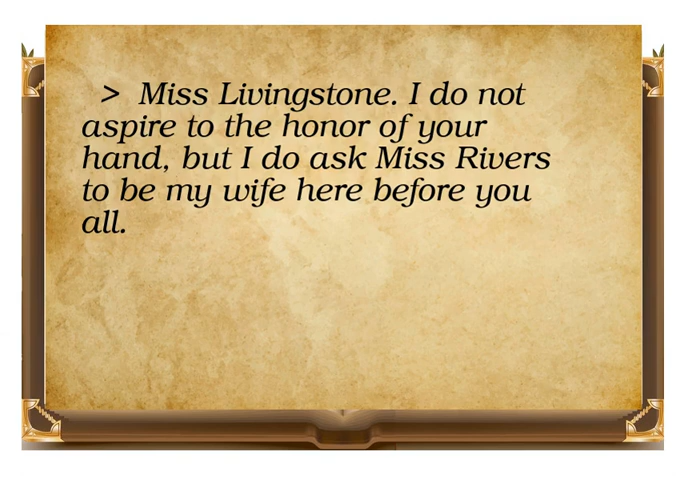 > Miss Livingstone. I do not
aspire to the honor of your
hand, but I do ask Miss Rivers
to be my wife here before you
all.